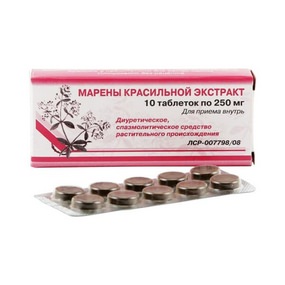 МАРЕНЫ КРАСИЛЬНОЙ ЭКСТРАКТ
10 таблеток по 250 мг
Для приема внутрь
Диуретическое,
спазмолитическое средство
растительного происхождения
ЛСР-007798/08